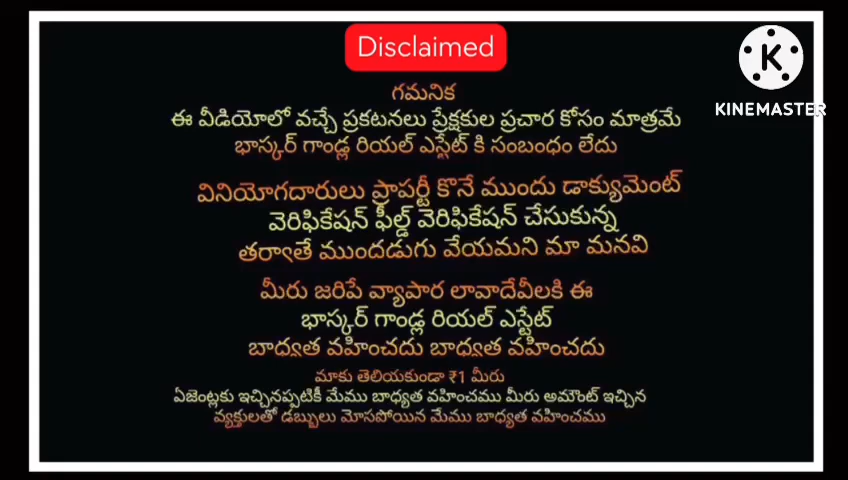 Disclaimed
KINEMASTER
గమనిక
ఈ వీడియోలో వచ్చే ప్రకటనలు ప్రేక్షకుల ప్రచార కోసం మాత్రమే
భాస్కర్ గాండ్ల రియల్ ఎస్టేట్ కి సంబంధం లేదు
వినియోగదారులు ప్రాపర్టీ కొనే ముందు డాక్యుమెంట్
వెరిఫికేషన్ ఫీల్డ్ వెరిఫికేషన్ చేసుకున్న
తర్వాతే ముందడుగు వేయమని మా మనవి
మీరు జరిపే వ్యాపార లావాదేవీలకి ఈ
భాస్కర్ గాండ్ల రియల్ ఎస్టేట్
బాధ్యత వహించదు బాధ్యత వహించదు
మాకు తెలియకుండా ₹1 మీరు
ఏజెంట్లకు ఇచ్చినప్పటికీ మేము బాధ్యత వహించము మీరు అమౌంట్ ఇచ్చిన
వ్యక్తులతో డబ్బులు మోసపోయిన మేము బాధ్యత వహించము